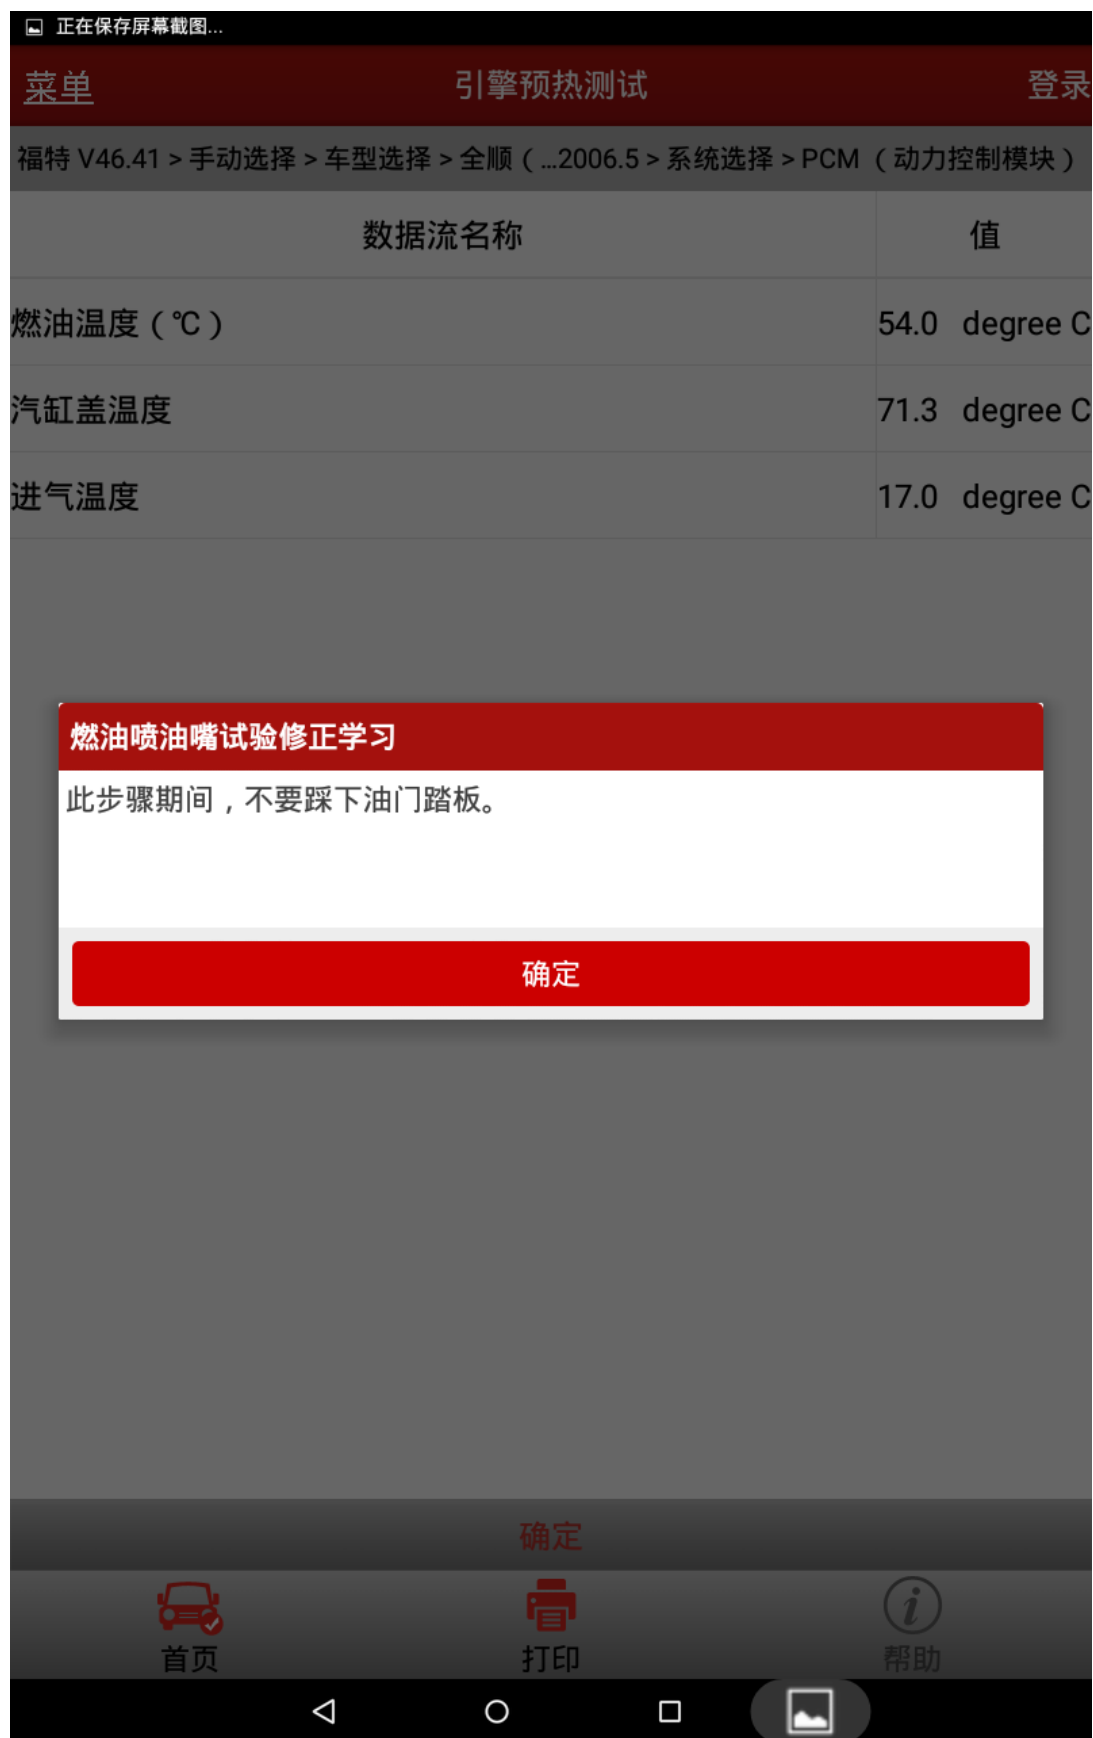 正在保存屏幕截图...
菜单 引擎预热测试 登录
福特 V46.41 > 手动选择 > 车型选择 > 全顺（...2006.5 > 系统选择 > PCM （动力控制模块）
数据流名称 值
燃油温度（℃） 54.0 degree C
汽缸盖温度 71.3 degree C
进气温度 17.0 degree C
燃油喷油嘴试验修正学习
此步骤期间，不要踩下油门踏板。
确定
确定
首页 打印 帮助